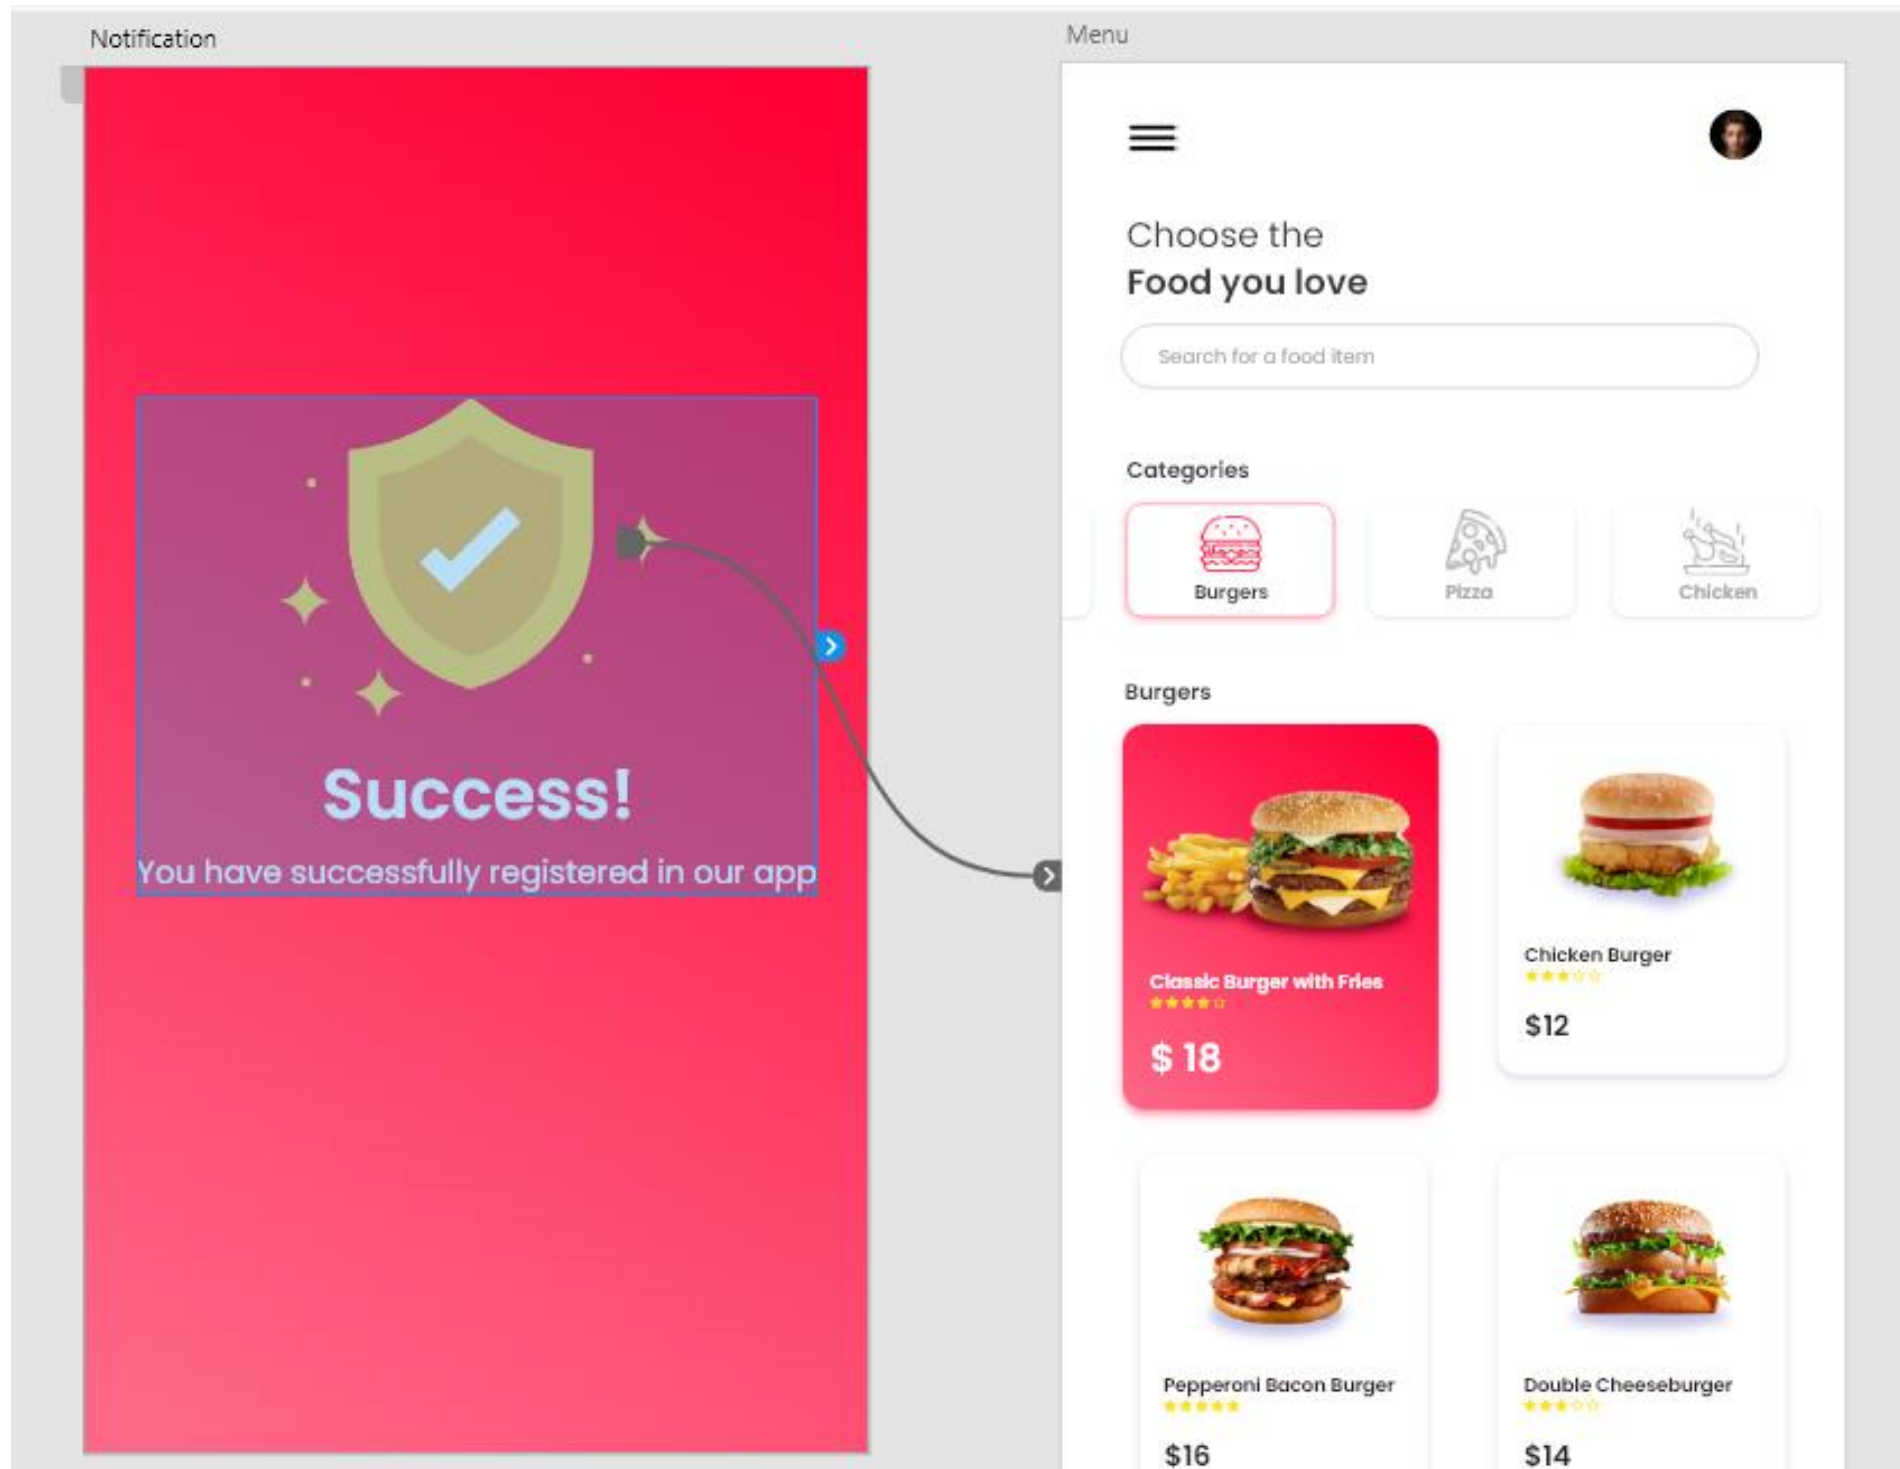 Notification
Success!
You have successfully registered in our app
Menu
Choose the
Food you love
Search for a food item
Categories
Burgers
Pizza
Chicken
Burgers
Classic Burger with Fries
$ 18
Chicken Burger
$12
Pepperoni Bacon Burger
$16
Double Cheeseburger
$14